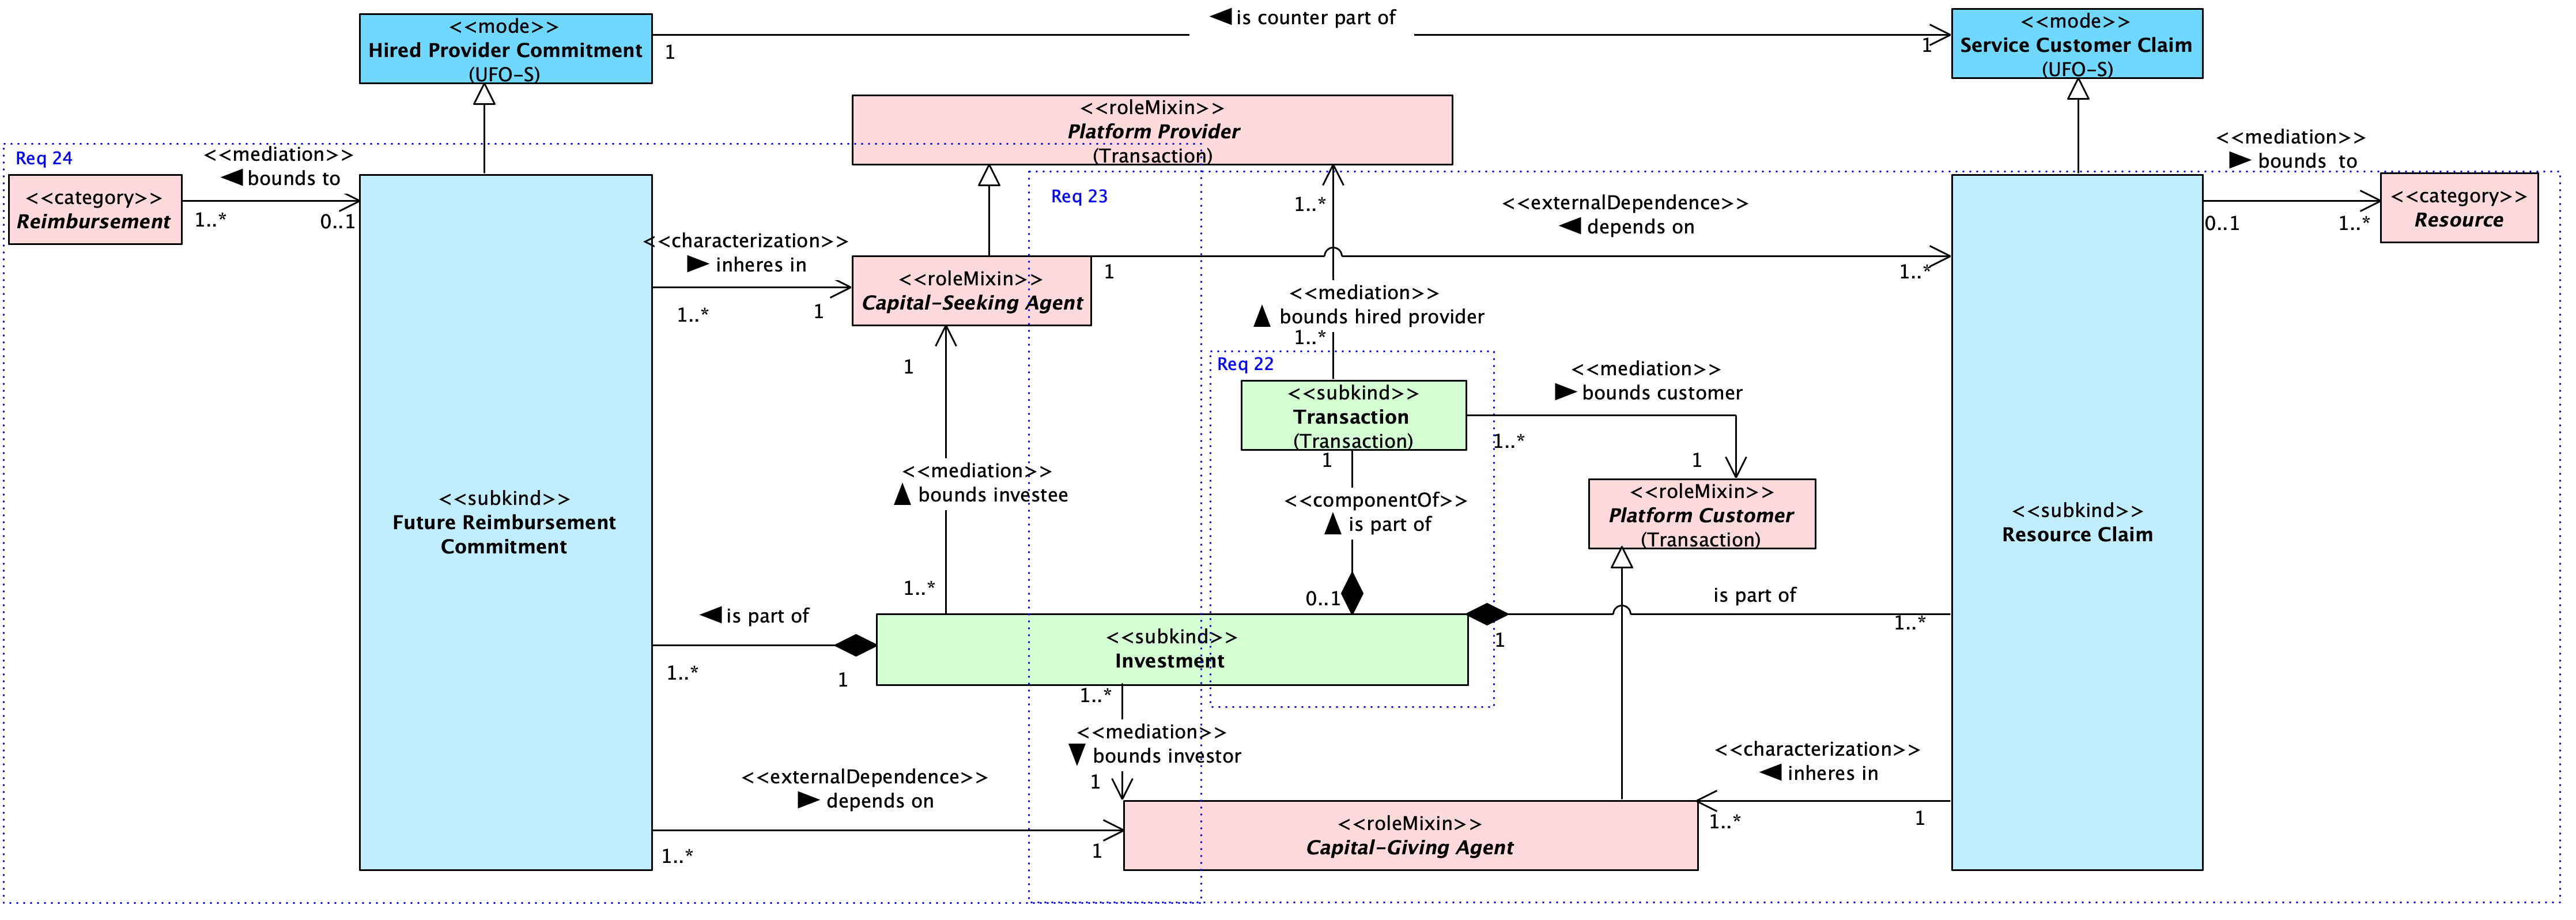 <<mode>>
Hired Provider Commitment
(UFO-S)
is counter part of
1
1
<<mode>>
Service Customer Claim
(UFO-S)
<<roleMixin>>
Platform Provider
(Transaction)
Req 24
<<mediation>>
bounds to
<<category>>
Reimbursement
1..*
0..1
Req 23
1..*
<<externalDependence>>
depends on
<<mediation>>
bounds  to
<<category>>
Resource
0..1
1..*
<<characterization>>
inheres in
1..*
1
<<roleMixin>>
Capital-Seeking Agent
1
1..*
<<mediation>>
bounds hired provider
1..*
Req 22
<<subkind>>
Transaction
(Transaction)
<<mediation>>
bounds customer
1..*
1
1
1
<<mediation>>
bounds investee
1..*
<<componentOf>>
is part of
0..1
<<roleMixin>>
Platform Customer
(Transaction)
<<subkind>>
Future Reimbursement
Commitment
<<subkind>>
Resource Claim
is part of
1..*
1
<<subkind>>
Investment
is part of
1
1..*
1..*
<<mediation>>
bounds investor
1
<<externalDependence>>
depends on
1..*
1
<<roleMixin>>
Capital-Giving Agent
<<characterization>>
inheres in
1..*
1